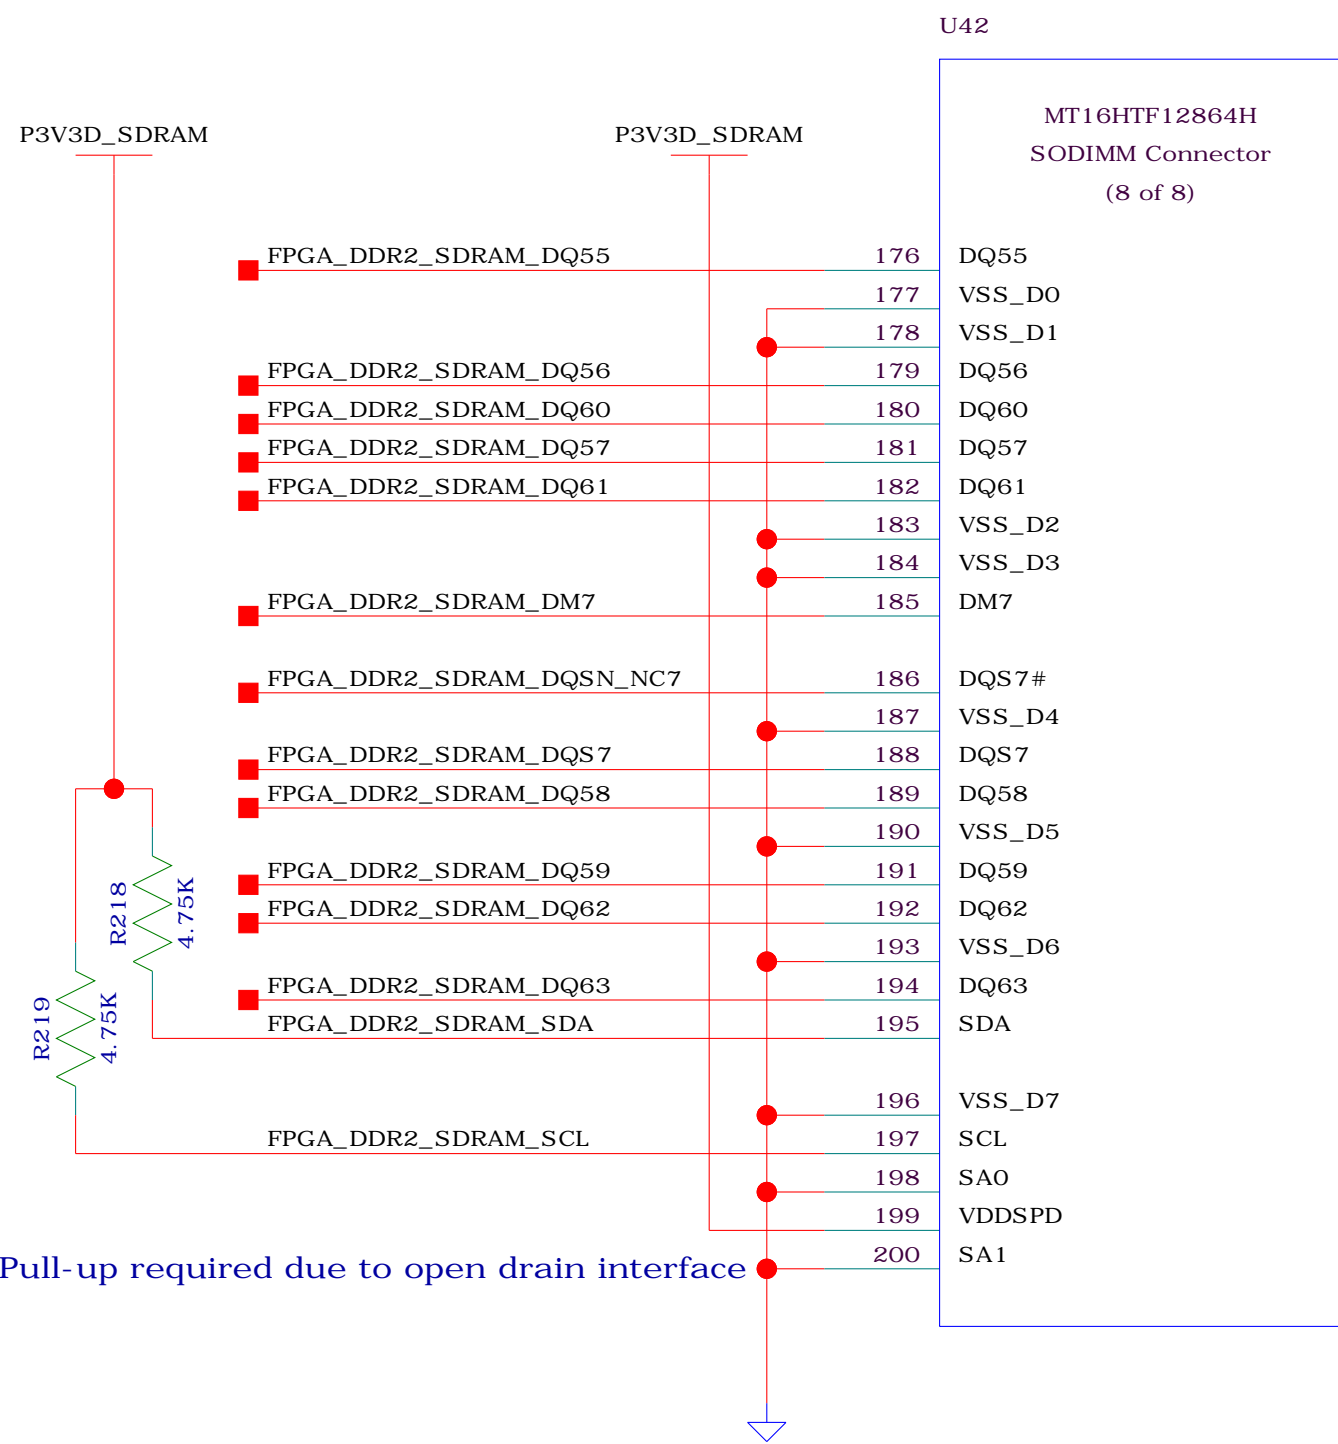 U42
MT16HTF12864H
SODIMM Connector
(8 of 8)
P3V3D_SDRAM
P3V3D_SDRAM
FPGA_DDR2_SDRAM_DQ55 176 DQ55
177 VSS_D0
178 VSS_D1
FPGA_DDR2_SDRAM_DQ56 179 DQ56
FPGA_DDR2_SDRAM_DQ60 180 DQ60
FPGA_DDR2_SDRAM_DQ57 181 DQ57
FPGA_DDR2_SDRAM_DQ61 182 DQ61
183 VSS_D2
184 VSS_D3
FPGA_DDR2_SDRAM_DM7 185 DM7
FPGA_DDR2_SDRAM_DQSN_NC7 186 DQS7#
187 VSS_D4
FPGA_DDR2_SDRAM_DQS7 188 DQS7
FPGA_DDR2_SDRAM_DQ58 189 DQ58
190 VSS_D5
FPGA_DDR2_SDRAM_DQ59 191 DQ59
FPGA_DDR2_SDRAM_DQ62 192 DQ62
193 VSS_D6
FPGA_DDR2_SDRAM_DQ63 194 DQ63
FPGA_DDR2_SDRAM_SDA 195 SDA
196 VSS_D7
FPGA_DDR2_SDRAM_SCL 197 SCL
198 SA0
199 VDDSPD
200 SA1
R218
4.75K
R219
4.75K
Pull-up required due to open drain interface